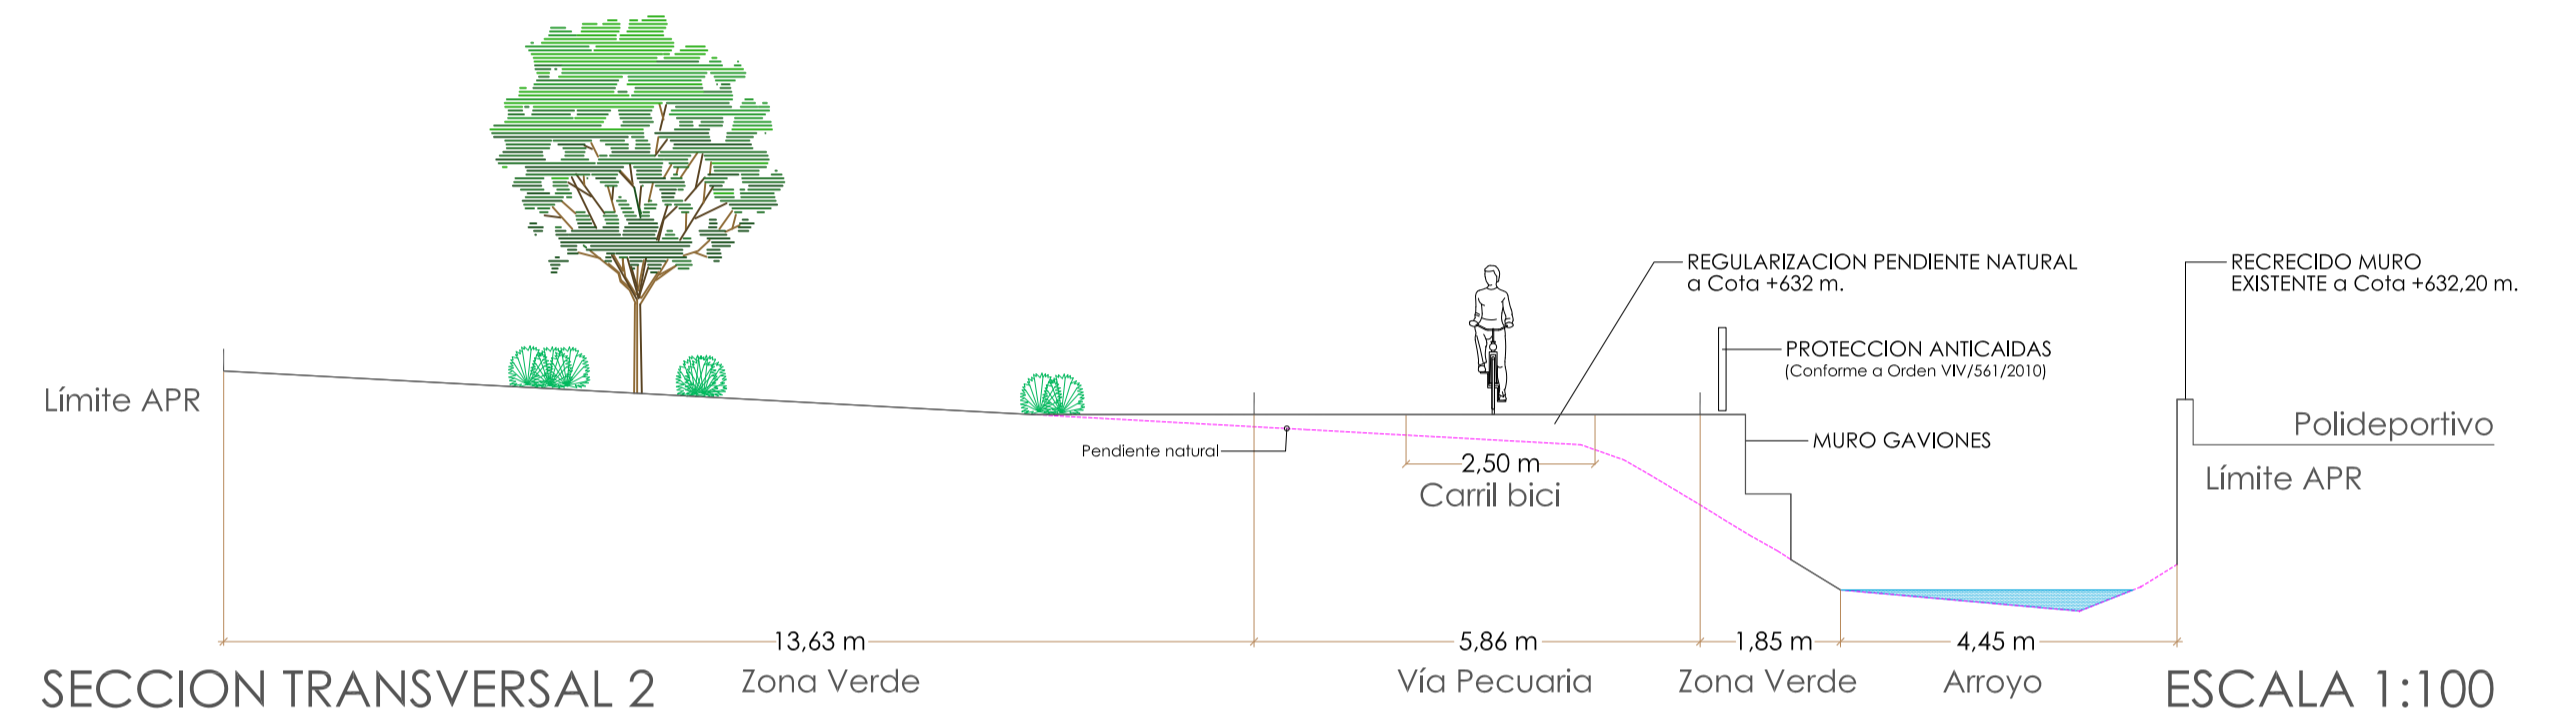 REGULARIZACION PENDIENTE NATURAL
a Cota +632 m.
RECRECIDO MURO
EXISTENTE a Cota +632,20 m.
PROTECCION ANTICAIDAS
(Conforme a Orden VIV/561/2010)
Límite APR
Polideportivo
Pendiente natural
MURO GAVIONES
2,50 m
Carril bici
Límite APR
13,63 m
5,86 m
1,85 m
4,45 m
SECCION TRANSVERSAL 2
Zona Verde
Vía Pecuaria
Zona Verde
Arroyo
ESCALA 1:100